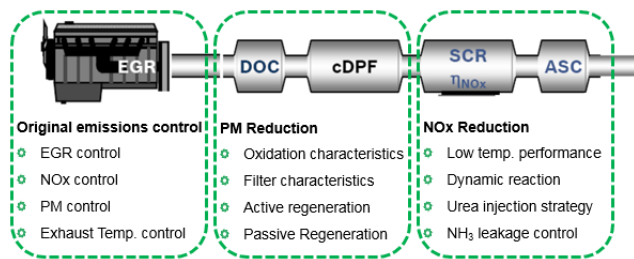 EGR
DOC
cDPF
SCR
ηNOx
ASC
Original emissions control
EGR control
NOx control
PM control
Exhaust Temp. control
PM Reduction
Oxidation characteristics
Filter characteristics
Active regeneration
Passive Regeneration
NOx Reduction
Low temp. performance
Dynamic reaction
Urea injection strategy
NH₃ leakage control